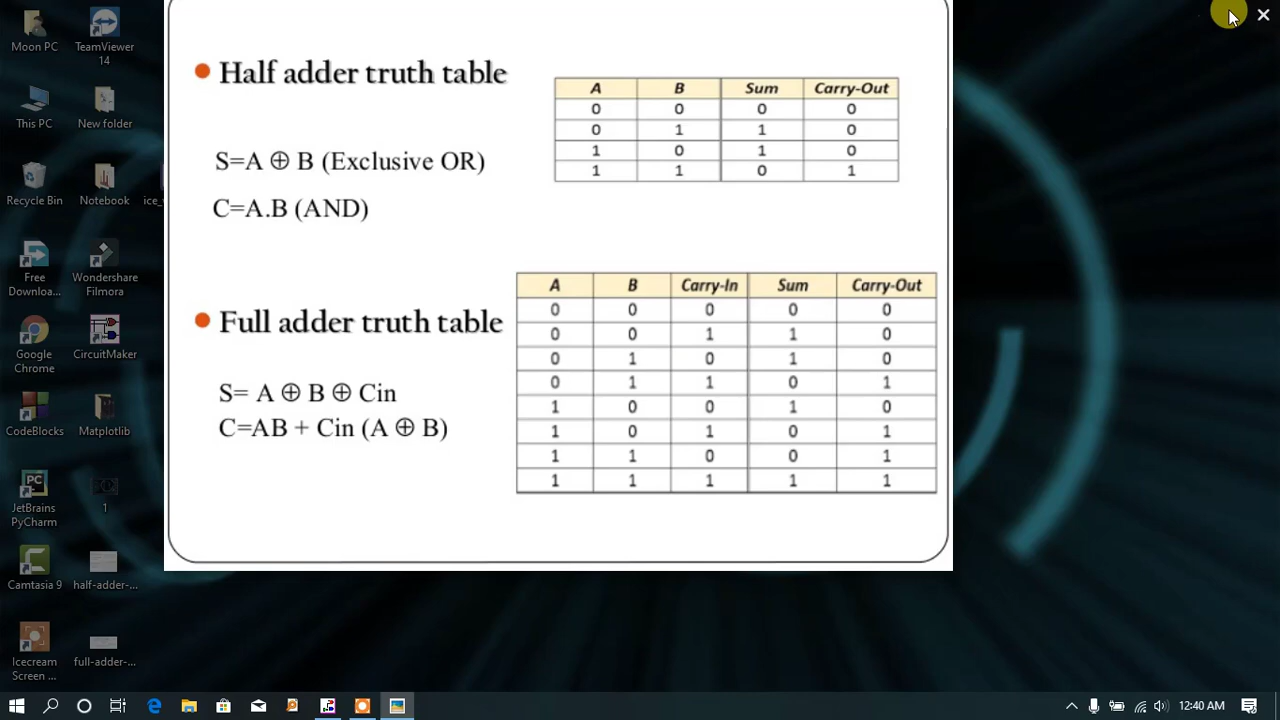 Moon PC
TeamViewer
14
This PC
New folder
Recycle Bin
Notebook
ice_v
Free
Downloa...
Wondershare
Filmora
Google
Chrome
CircuitMaker
CodeBlocks
Matplotlib
JetBrains
PyCharm
1
Camtasia 9
half-adder-...
Icecream
Screen ...
full-adder-...
Half adder truth table
S=A ⊕ B (Exclusive OR)
C=A.B (AND)
A B Sum Carry-Out
0 0 0 0
0 1 1 0
1 0 1 0
1 1 0 1
Full adder truth table
S= A ⊕ B ⊕ Cin
C=AB + Cin (A ⊕ B)
A B Carry-In Sum Carry-Out
0 0 0 0 0
0 0 1 1 0
0 1 0 1 0
0 1 1 0 1
1 0 0 1 0
1 0 1 0 1
1 1 0 0 1
1 1 1 1 1
12:40 AM